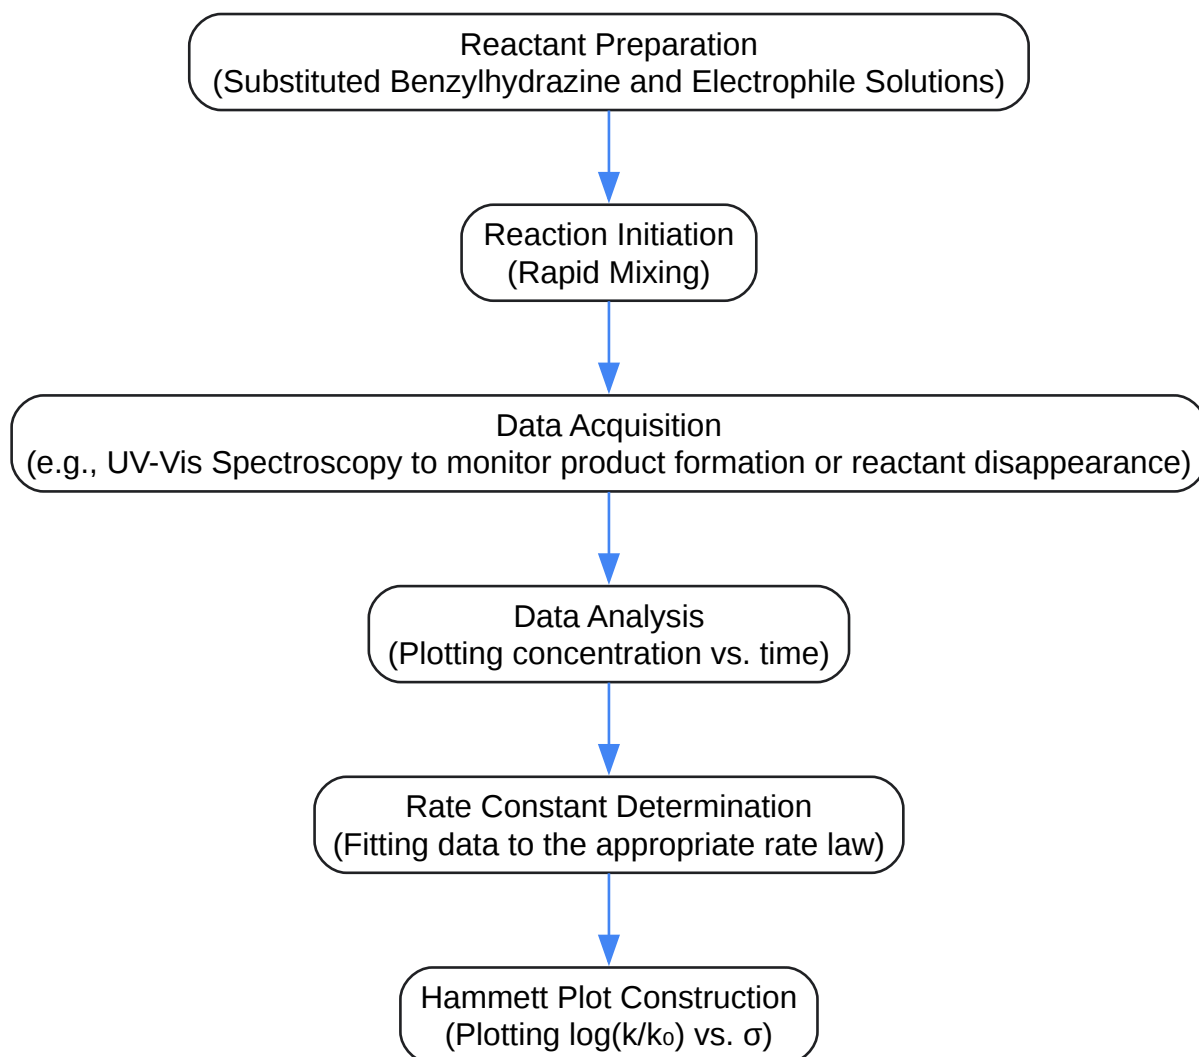 Reactant Preparation
(Substituted Benzylhydrazine and Electrophile Solutions)
Reaction Initiation
(Rapid Mixing)
Data Acquisition
(e.g., UV-Vis Spectroscopy to monitor product formation or reactant disappearance)
Data Analysis
(Plotting concentration vs. time)
Rate Constant Determination
(Fitting data to the appropriate rate law)
Hammett Plot Construction
(Plotting log(k/k₀) vs. σ)